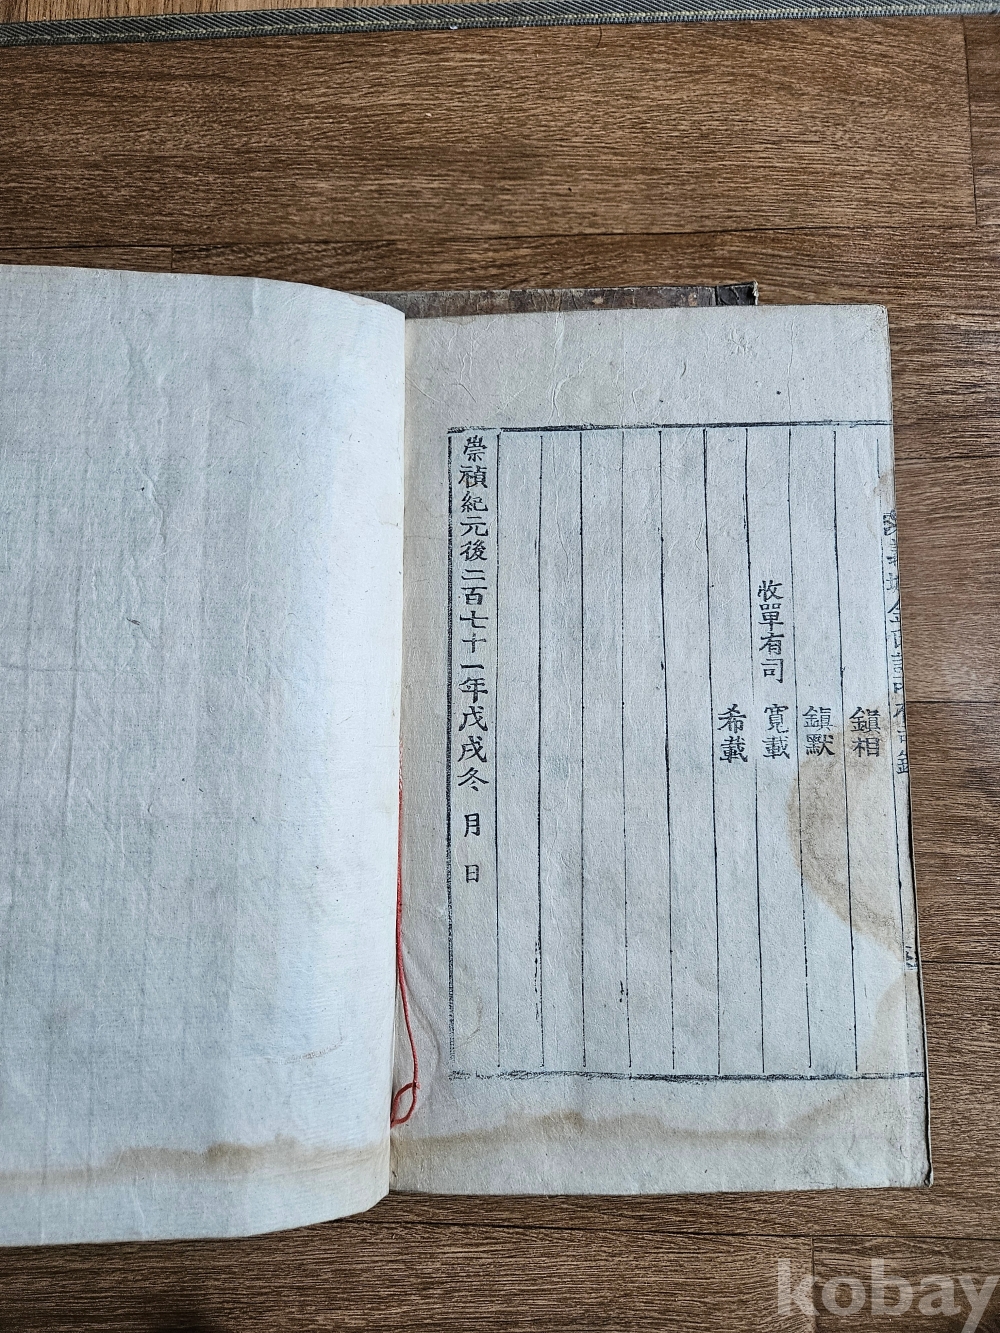 鎭相
鎭默
收單有司 寬載
希載
崇禎紀元後二百七十一年戊戌冬 月 日
kobay